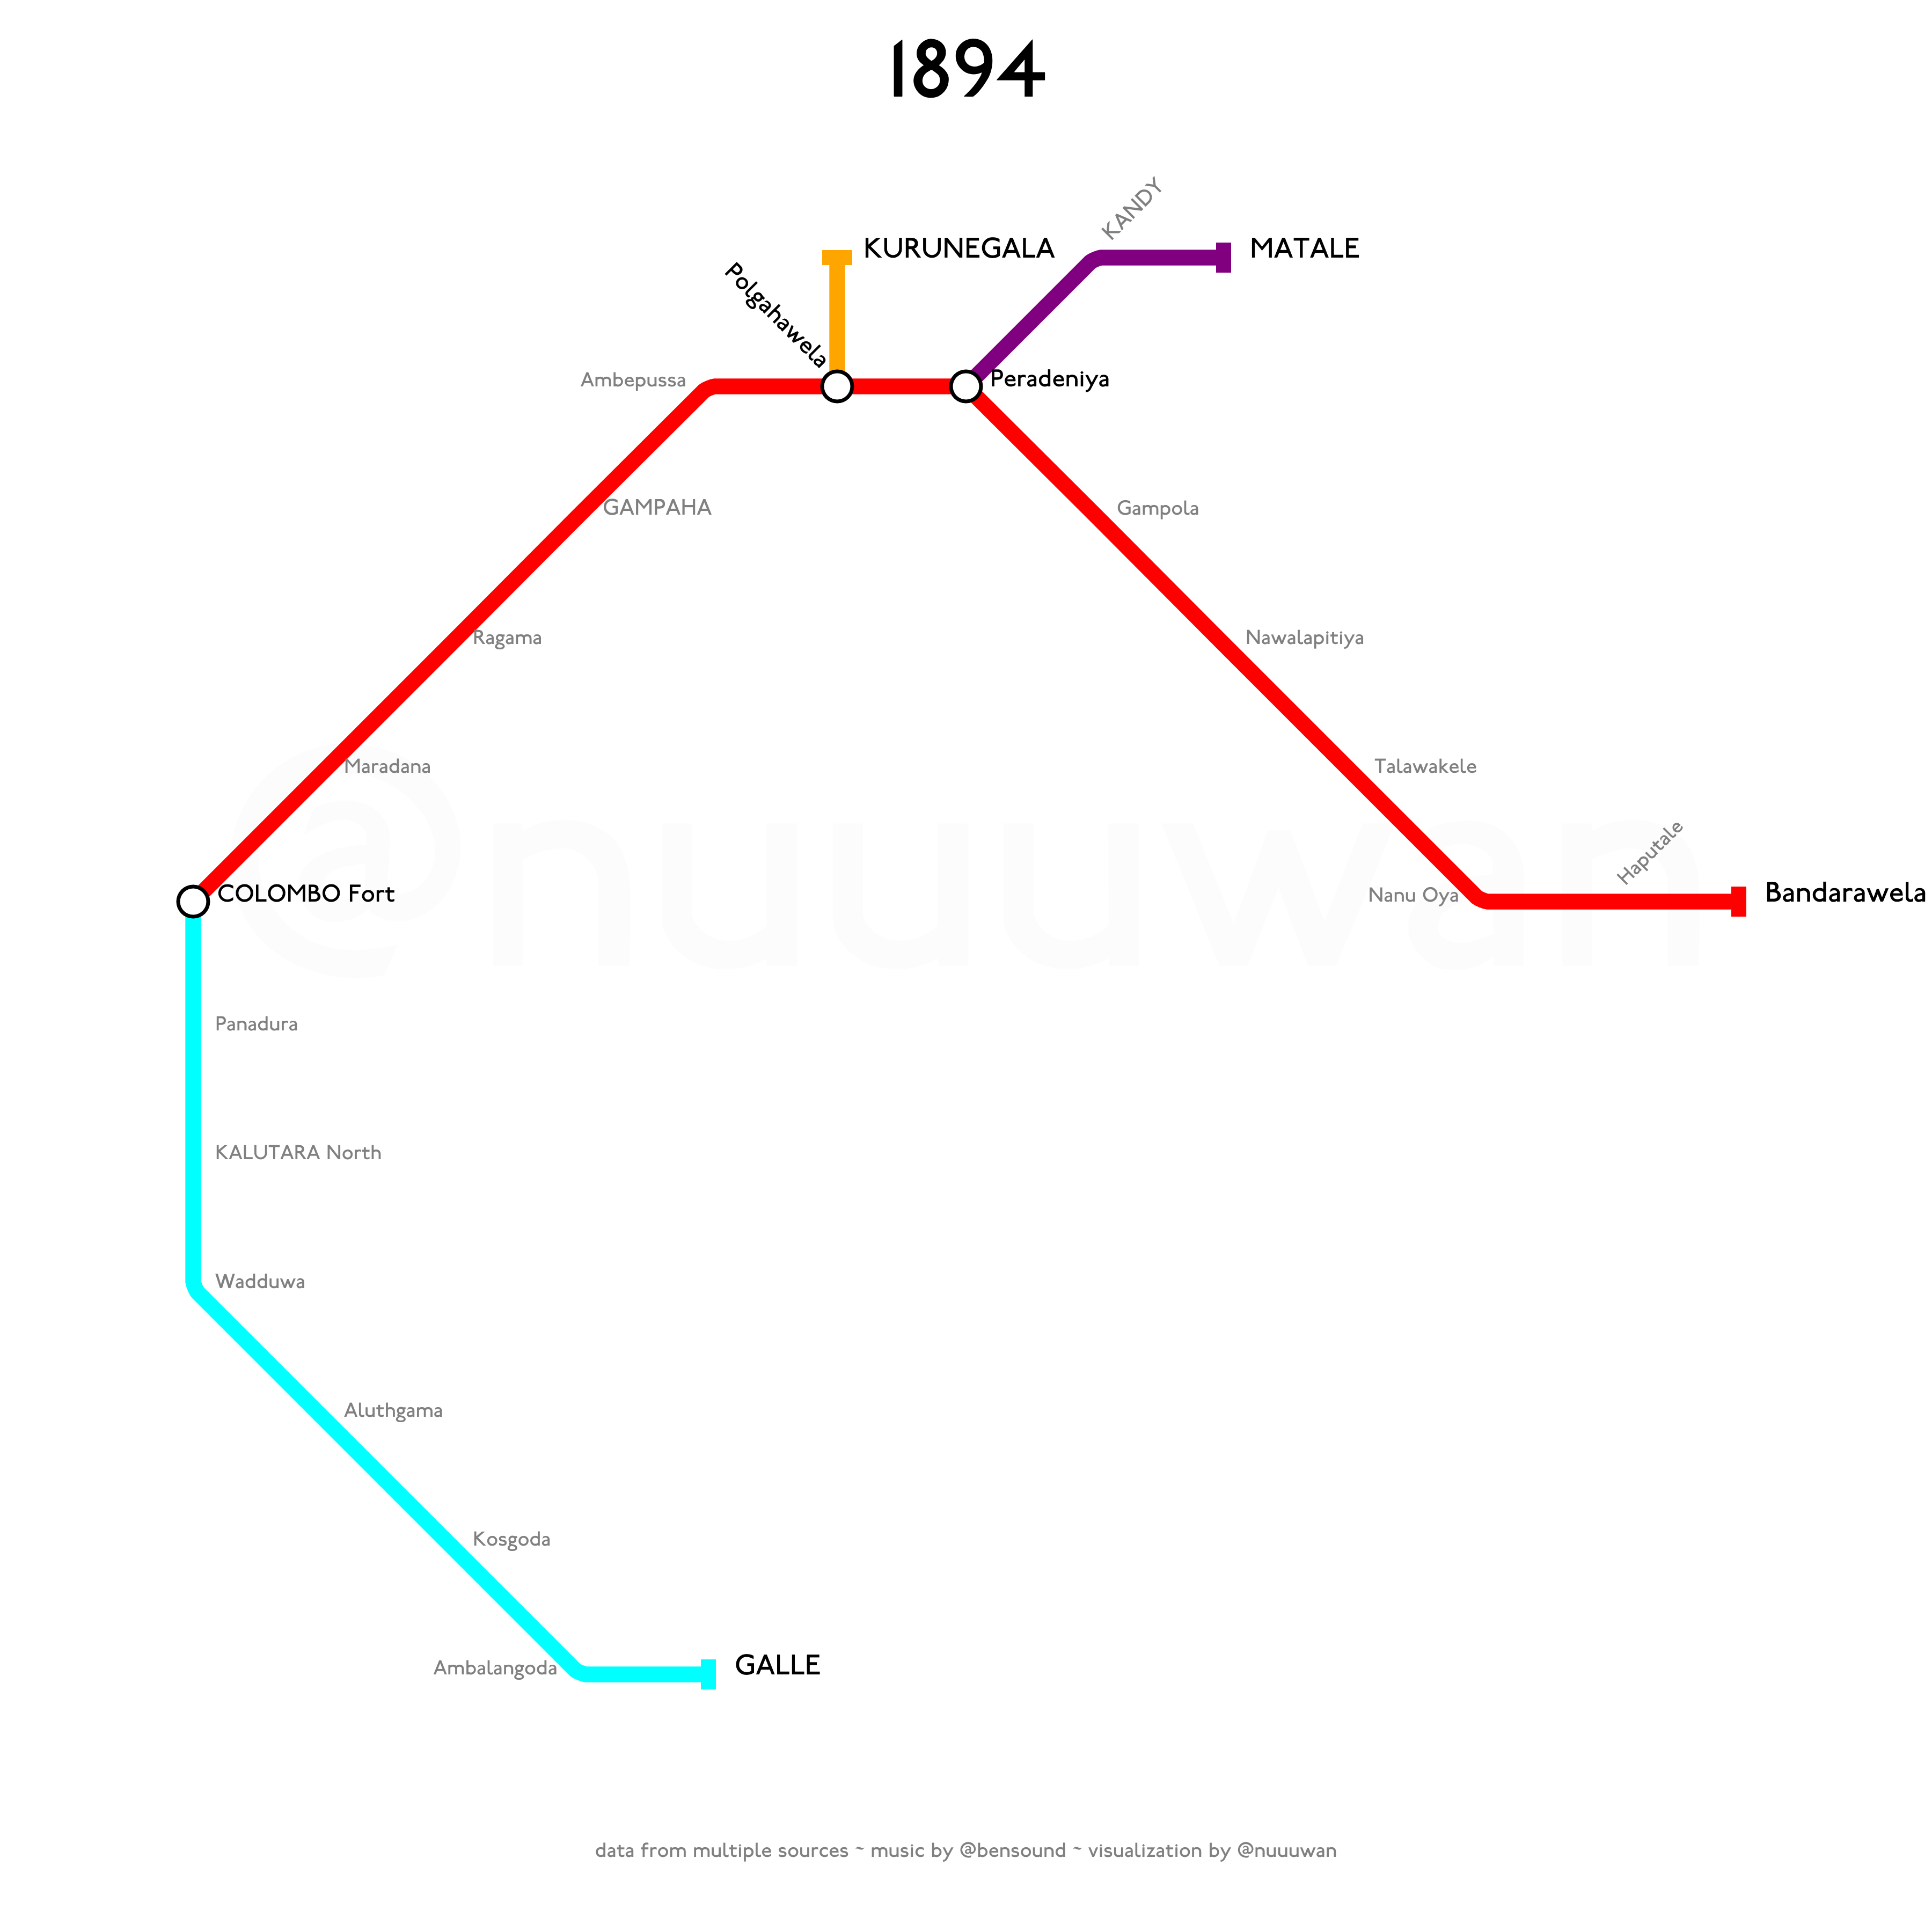 1894
KANDY
KURUNEGALA
MATALE
Polgahawela
Ambepussa
Peradeniya
GAMPAHA
Gampola
Ragama
Nawalapitiya
Maradana
Talawakele
Haputale
COLOMBO Fort
Nanu Oya
Bandarawela
@nuuuwan
Panadura
KALUTARA North
Wadduwa
Aluthgama
Kosgoda
Ambalangoda
GALLE
data from multiple sources ~ music by @bensound ~ visualization by @nuuuwan